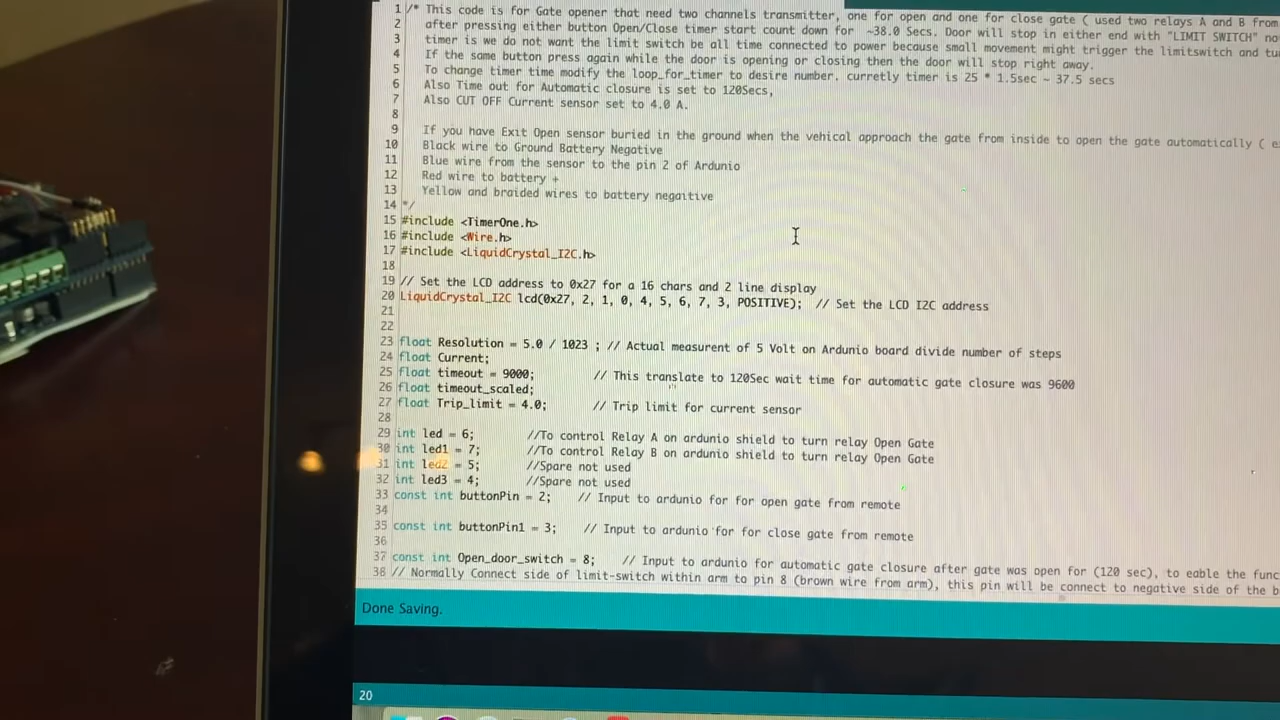 1 /* This code is for Gate opener that need two channels transmitter, one for open and one for close gate ( used two relays A and B from
2 after pressing either button Open/Close timer start count down for ~38.0 Secs. Door will stop in either end with "LIMIT SWITCH" no
3 timer is we do not want the limit switch be all time connected to power because small movement might trigger the limitswitch and tu
4 If the same button press again while the door is opening or closing then the door will stop right away.
5 To change timer time modify the loop_for_timer to desire number. curretly timer is 25 * 1.5sec ~ 37.5 secs
6 Also Time out for Automatic closure is set to 120Secs,
7 Also CUT OFF Current sensor set to 4.0 A.
8
9 If you have Exit Open sensor buried in the ground when the vehical approach the gate from inside to open the gate automatically ( e
10 Black wire to Ground Battery Negative
11 Blue wire from the sensor to the pin 2 of Ardunio
12 Red wire to battery +
13 Yellow and braided wires to battery negaitive
14 */
15 #include <TimerOne.h>
16 #include <Wire.h>
17 #include <LiquidCrystal_I2C.h>
18
19 // Set the LCD address to 0x27 for a 16 chars and 2 line display
20 LiquidCrystal_I2C lcd(0x27, 2, 1, 0, 4, 5, 6, 7, 3, POSITIVE); // Set the LCD I2C address
21
22
23 float Resolution = 5.0 / 1023 ; // Actual measurent of 5 Volt on Ardunio board divide number of steps
24 float Current;
25 float timeout = 9000; // This translate to 120Sec wait time for automatic gate closure was 9600
26 float timeout_scaled;
27 float Trip_limit = 4.0; // Trip limit for current sensor
28
29 int led = 6; //To control Relay A on ardunio shield to turn relay Open Gate
30 int led1 = 7; //To control Relay B on ardunio shield to turn relay Open Gate
31 int led2 = 5; //Spare not used
32 int led3 = 4; //Spare not used
33 const int buttonPin = 2; // Input to ardunio for for open gate from remote
34
35 const int buttonPin1 = 3; // Input to ardunio for for close gate from remote
36
37 const int Open_door_switch = 8; // Input to ardunio for automatic gate closure after gate was open for (120 sec), to eable the func
38 // Normally Connect side of limit-switch within arm to pin 8 (brown wire from arm), this pin will be connect to negative side of the b
Done Saving.
20